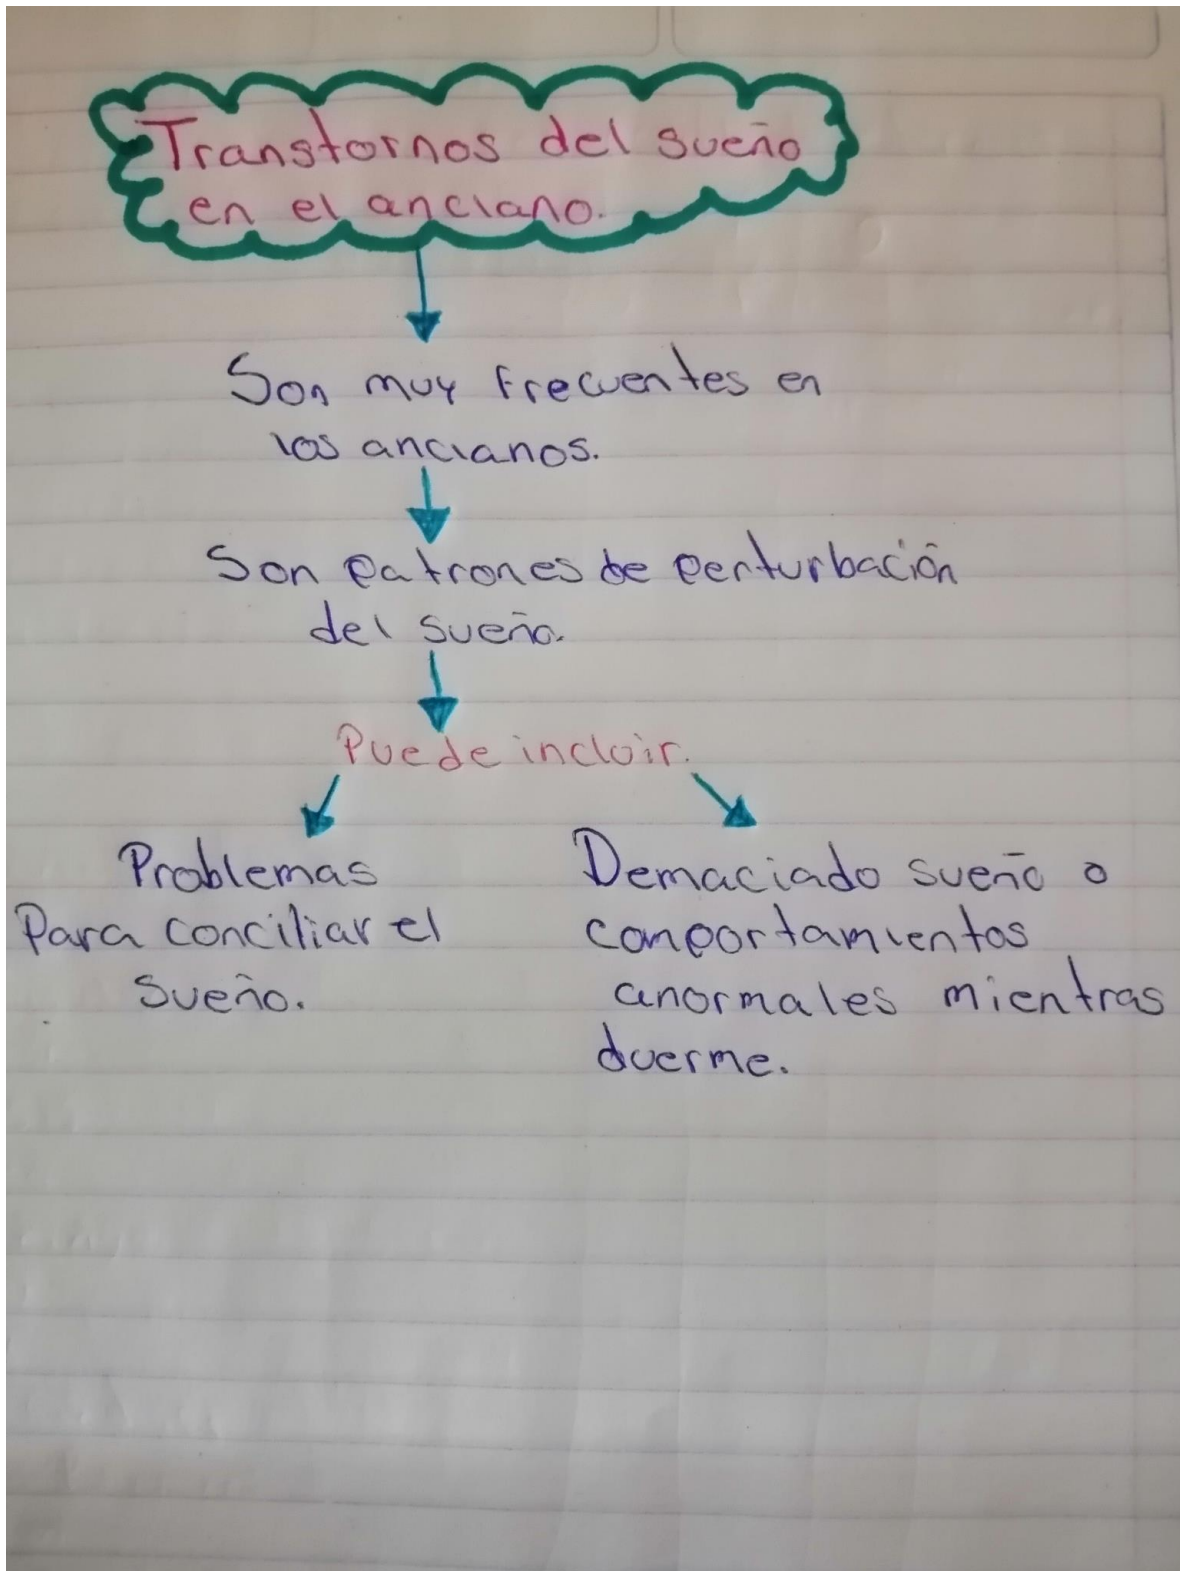 Transtornos del sueño
en el anciano.
Son muy frecuentes en
los ancianos.
Son patrones de perturbación
del sueño.
Puede incluir.
Problemas
Para conciliar el
sueño.
Demaciado sueño o
comportamientos
anormales mientras
duerme.